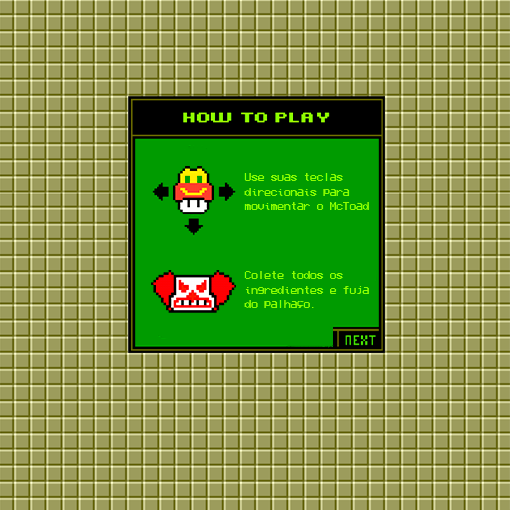 HOW TO PLAY
Use suas teclas
direcionais para
movimentar o McToad
Colete todos os
ingredientes e fuja
do palhaço.
NEXT